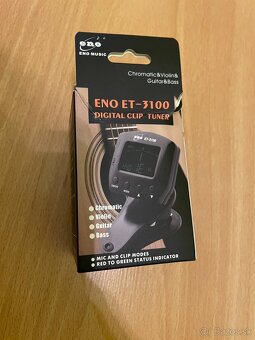 eno
ENO MUSIC
Chromatic&Violin&
Guitar&Bass
ENO ET-3100
DIGITAL CLIP TUNER
eno ET-3100
Chromatic
Violin
Guitar
Bass
MIC AND CLIP MODES
RED TO GREEN STATUS INDICATOR